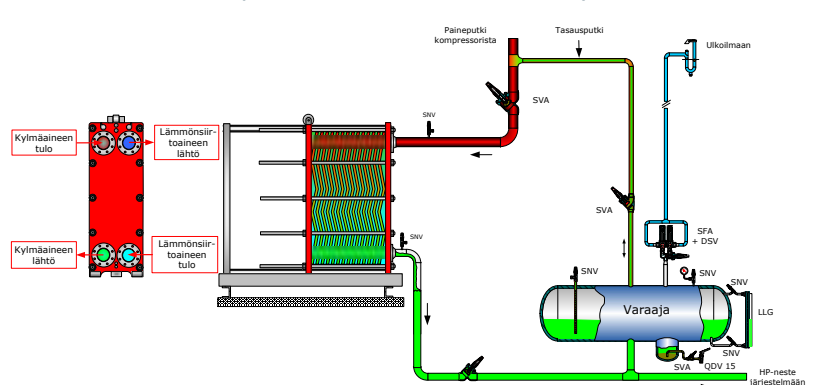 Paineputki
kompressorista
Tasausputki
Ulkoilmaan
SVA
SNV
Kylmäaineen
tulo
Lämmönsiir-
toaineen
lähtö
SVA
SFA
+ DSV
SNV
Kylmäaineen
lähtö
Lämmönsiir-
toaineen
tulo
SNV
SNV
SNV
Varaaja
LLG
SNV
SVA
QDV 15
HP-neste
järjestelmään